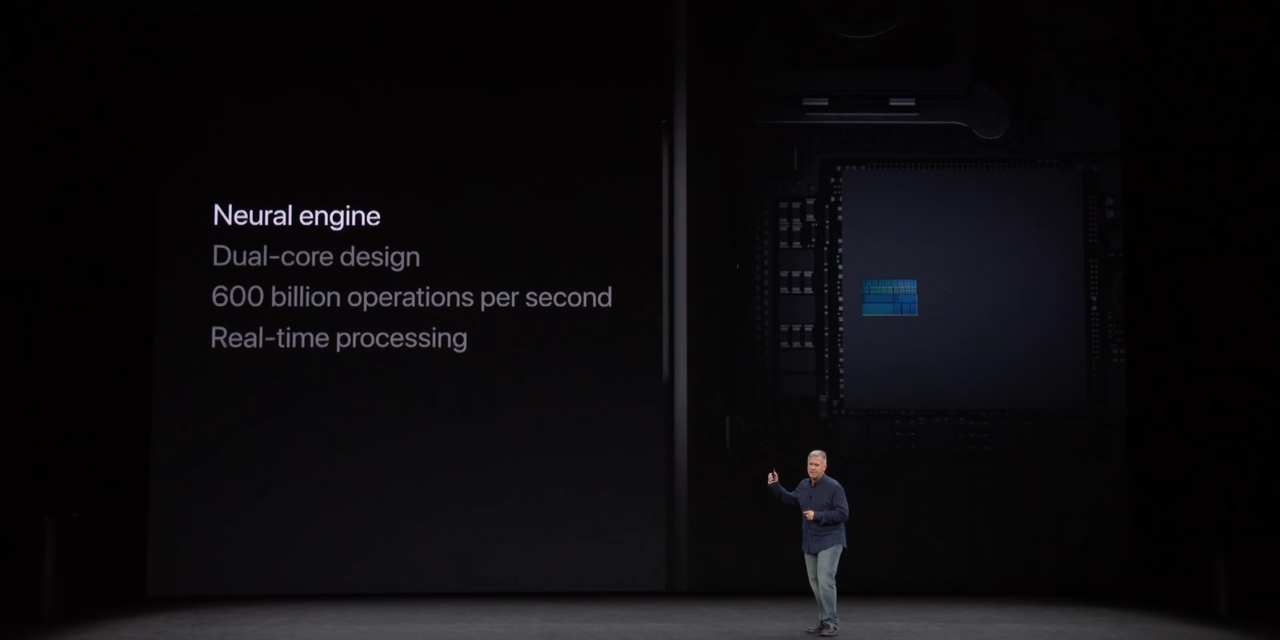 Neural engine
Dual-core design
600 billion operations per second
Real-time processing